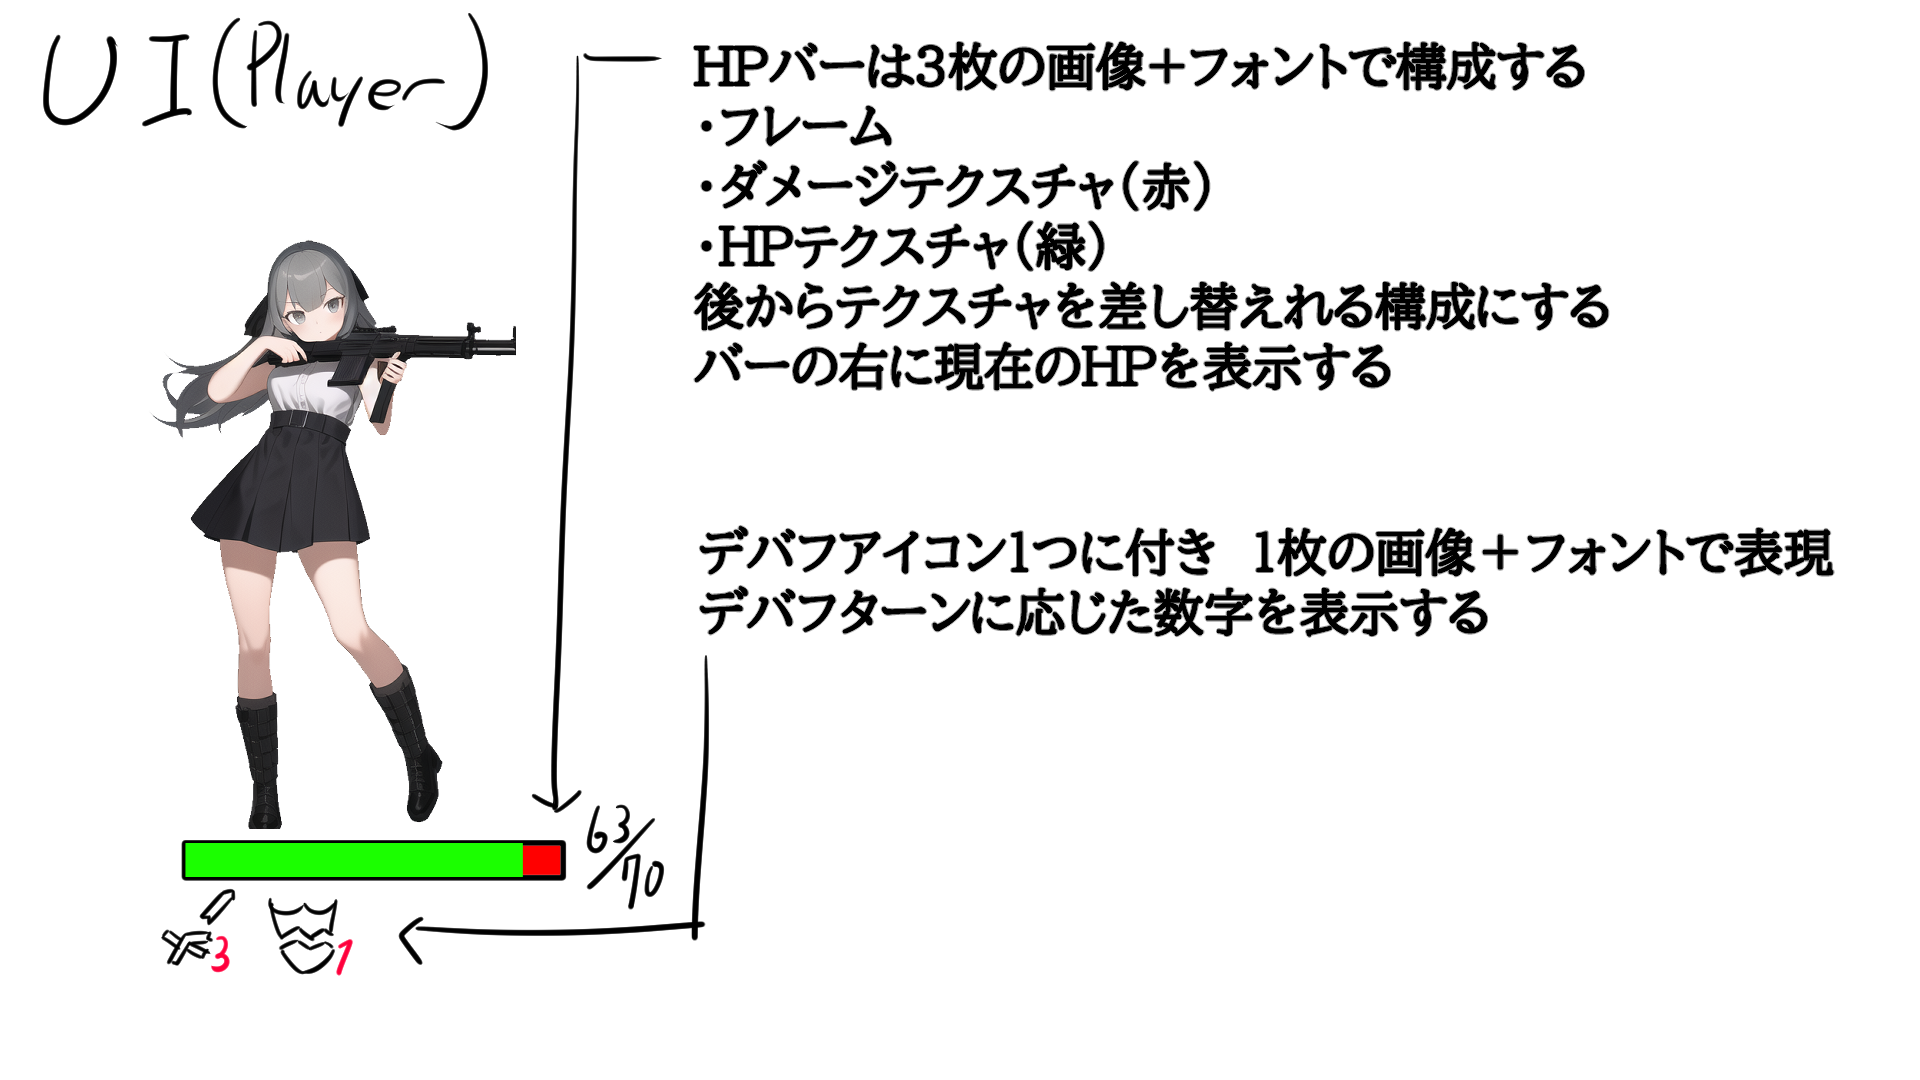 UI(Player)
HPバーは3枚の画像＋フォントで構成する
・フレーム
・ダメージテクスチャ（赤）
・HPテクスチャ（緑）
後からテクスチャを差し替えれる構成にする
バーの右に現在のHPを表示する
デバフアイコン1つに付き　1枚の画像＋フォントで表現
デバフターンに応じた数字を表示する
63/70
3
1